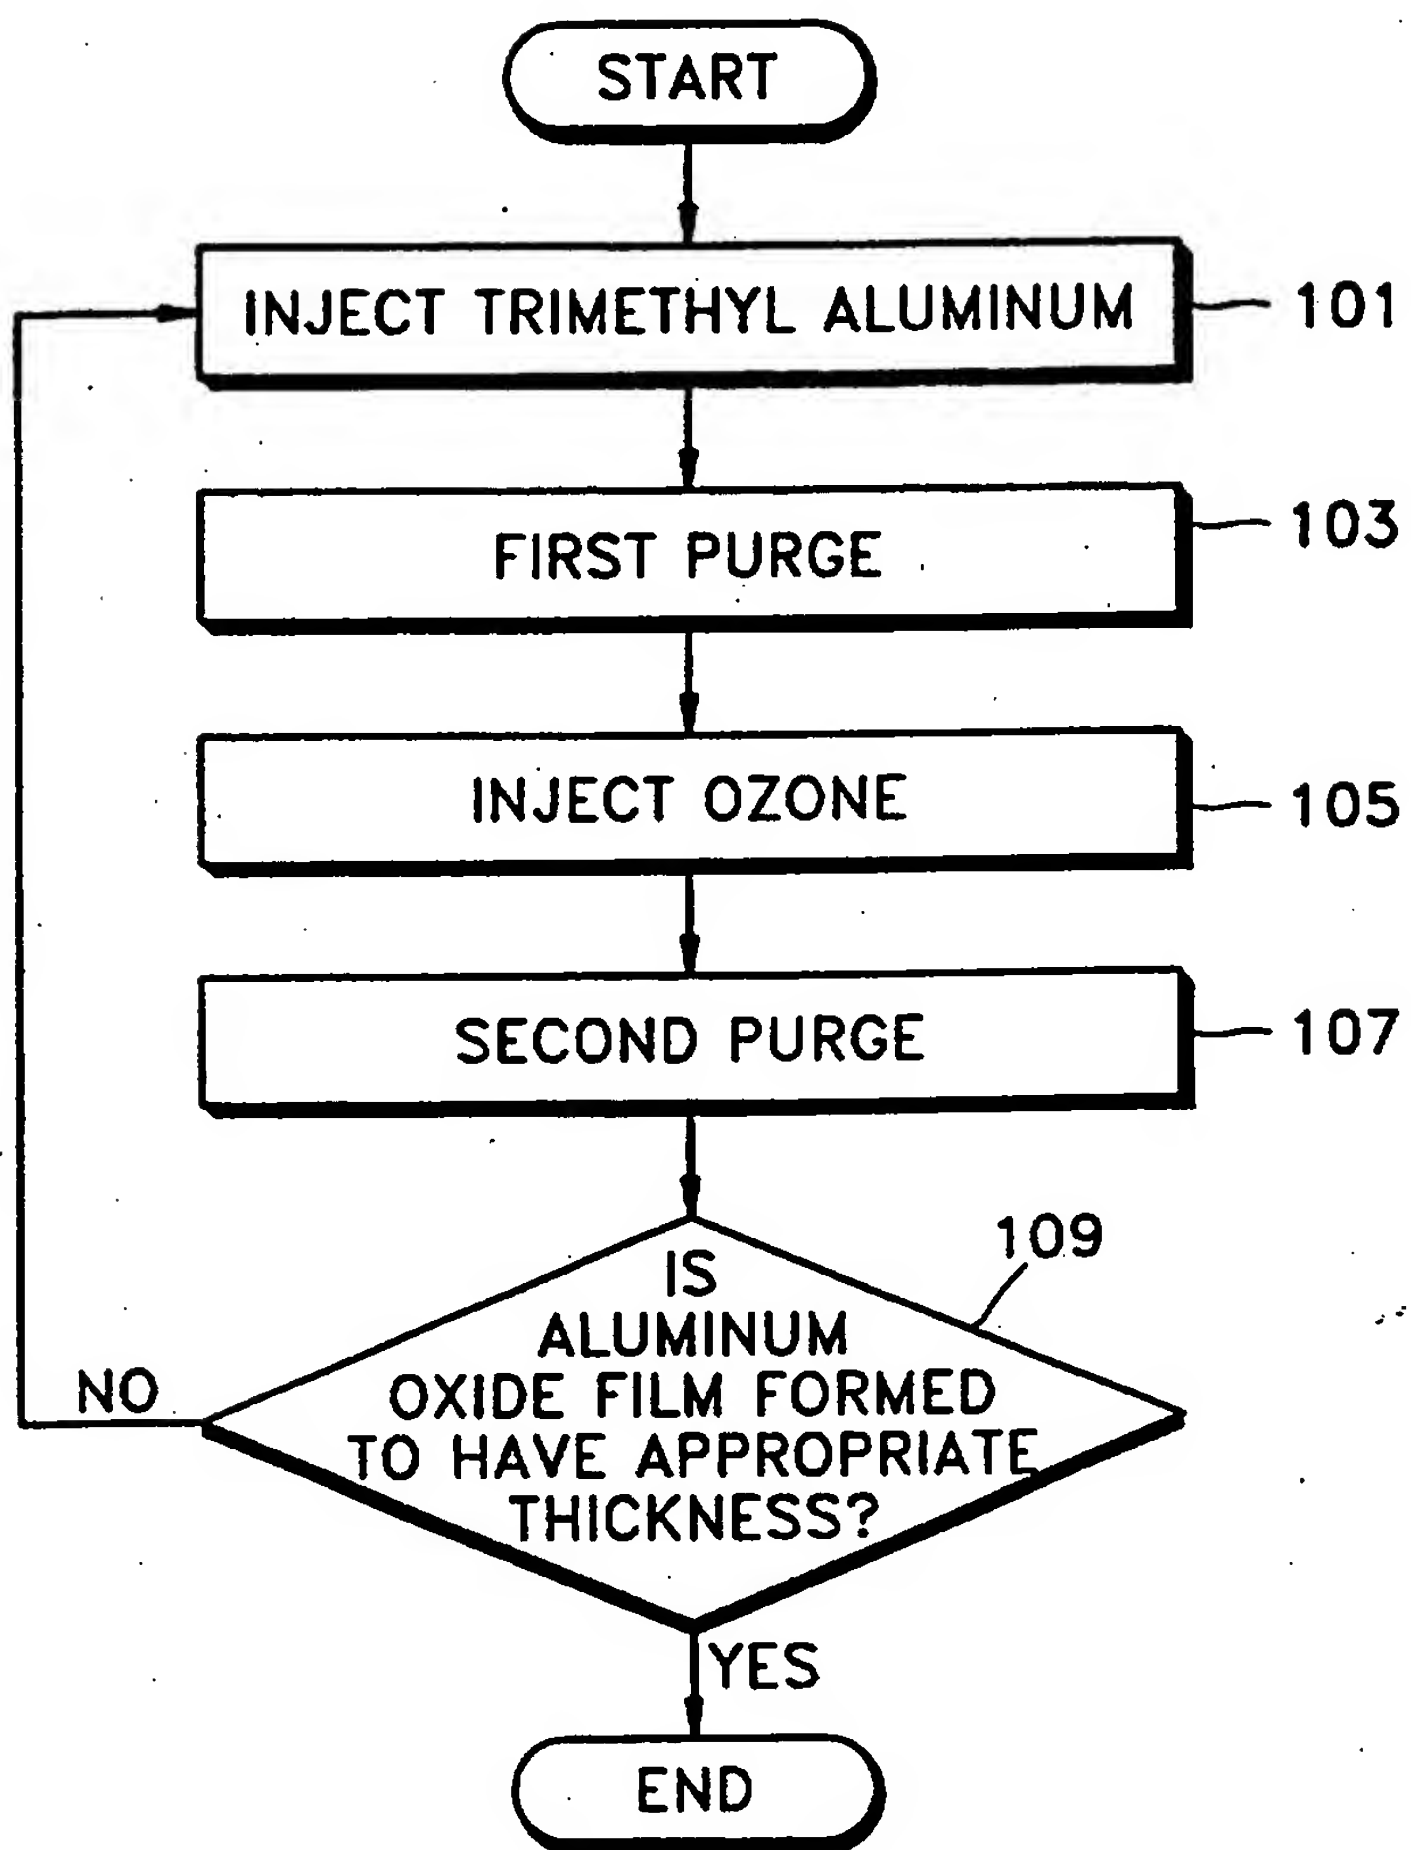 START
INJECT TRIMETHYL ALUMINUM
101
FIRST PURGE
103
INJECT OZONE
105
SECOND PURGE
107
109
IS
ALUMINUM
OXIDE FILM FORMED
TO HAVE APPROPRIATE
THICKNESS?
NO
YES
END